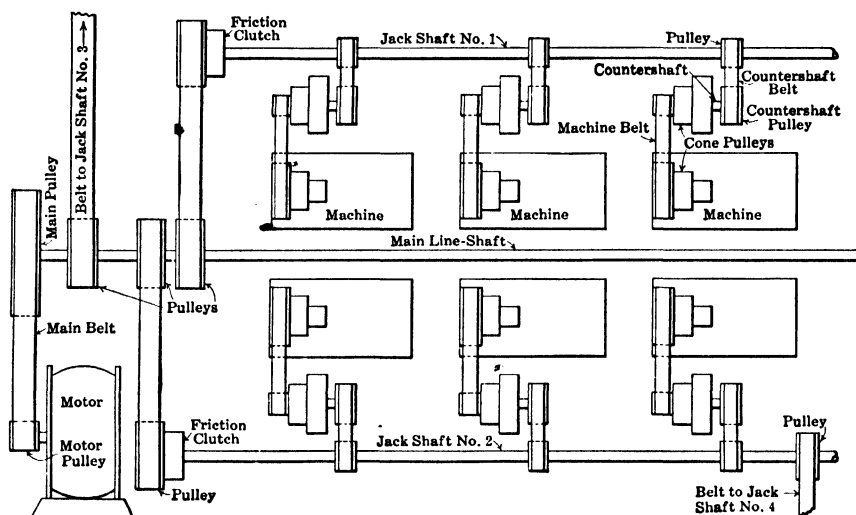 Friction
Clutch
Jack Shaft No. 1
Pulley
Countershaft
Countershaft
Belt
Countershaft
Pulley
Machine Belt
Cone Pulleys
Belt to Jack Shaft No. 3
Main Pulley
Machine
Machine
Machine
Main Line-Shaft
Pulleys
Main Belt
Motor
Motor
Pulley
Friction
Clutch
Jack Shaft No. 2
Pulley
Pulley
Belt to Jack
Shaft No. 4